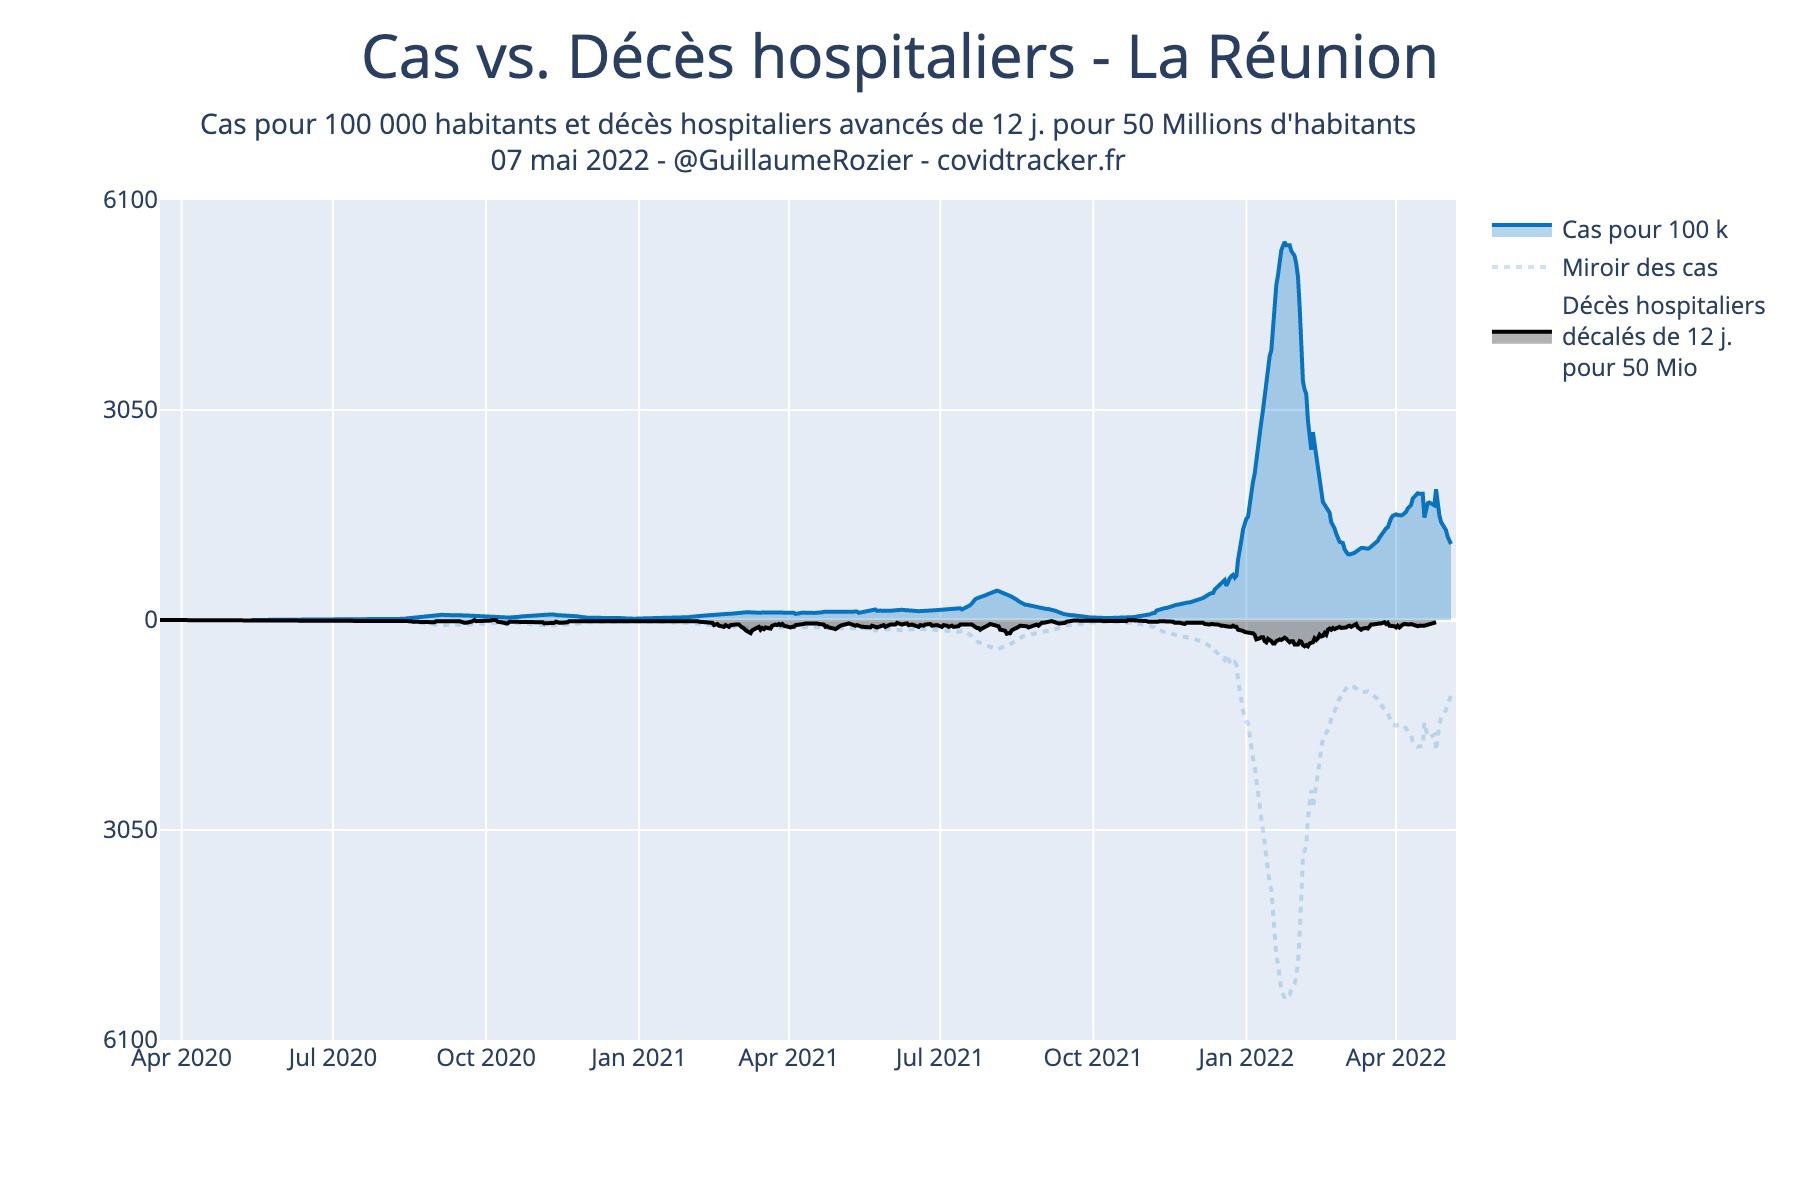 Cas vs. Décès hospitaliers - La Réunion
Cas pour 100 000 habitants et décès hospitaliers avancés de 12 j. pour 50 Millions d'habitants
07 mai 2022 - @GuillaumeRozier - covidtracker.fr
6100
3050
0
3050
6100
Apr 2020
Jul 2020
Oct 2020
Jan 2021
Apr 2021
Jul 2021
Oct 2021
Jan 2022
Apr 2022
Cas pour 100 k
Miroir des cas
Décès hospitaliers
décalés de 12 j.
pour 50 Mio